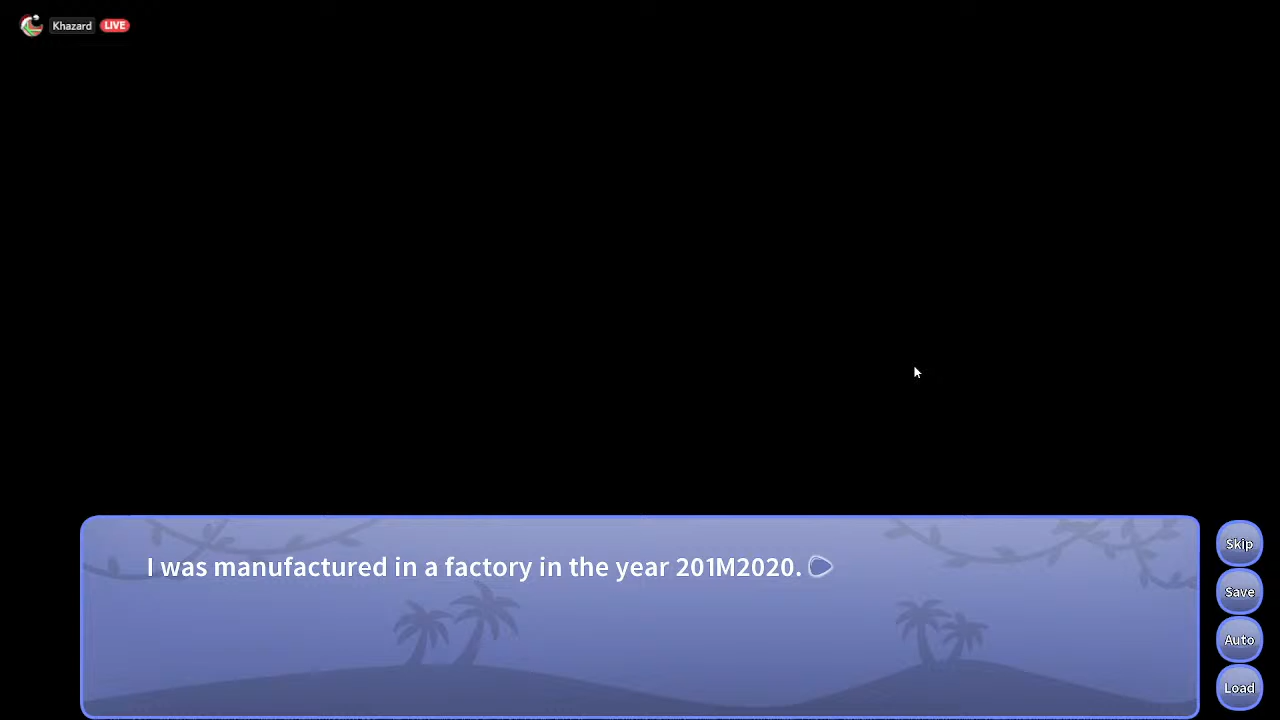 Khazard LIVE
I was manufactured in a factory in the year 201M2020.
Skip
Save
Auto
Load